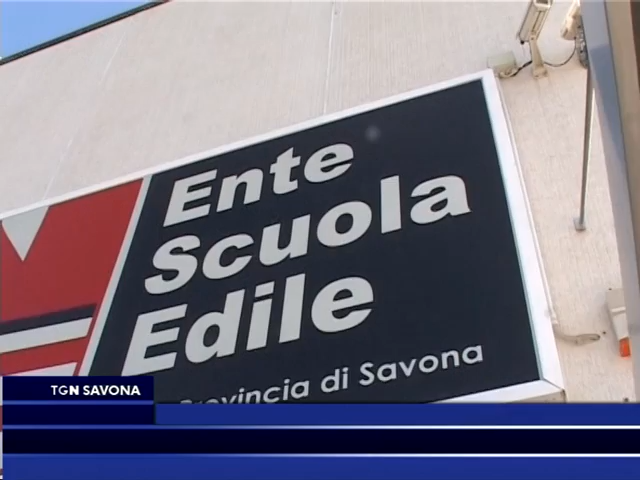 Ente
Scuola
Edile
Provincia di Savona
TGN SAVONA